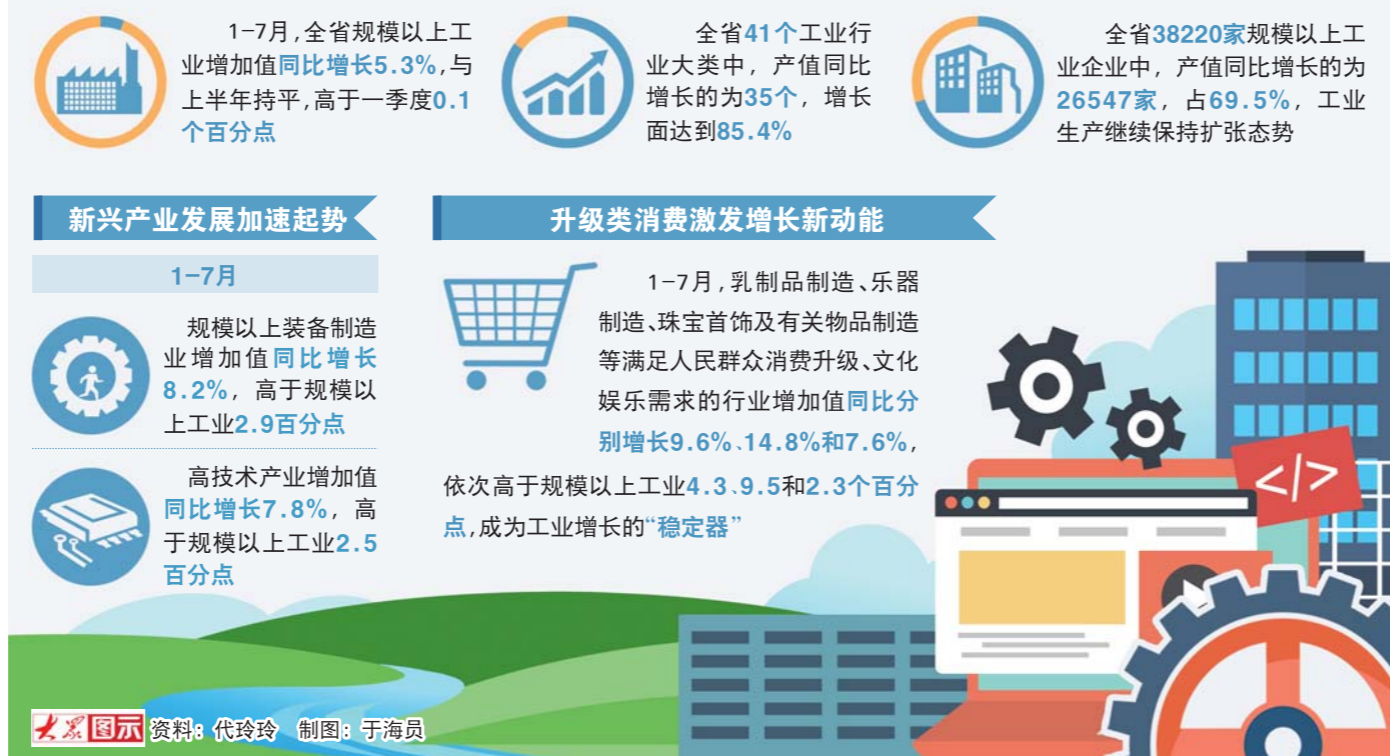 1-7月,全省规模以上工
业增加值同比增长5.3%,与
上半年持平,高于一季度0.1
个百分点
全省41个工业行
业大类中，产值同比
增长的为35个，增长
面达到85.4%
全省38220家规模以上工
业企业中，产值同比增长的为
26547家，占69.5%，工业
生产继续保持扩张态势
新兴产业发展加速起势
1-7月
规模以上装备制造
业增加值同比增长
8.2%，高于规模以
上工业2.9百分点
高技术产业增加值
同比增长7.8%，高
于规模以上工业2.5
百分点
升级类消费激发增长新动能
1-7月,乳制品制造、乐器
制造、珠宝首饰及有关物品制造
等满足人民群众消费升级、文化
娱乐需求的行业增加值同比分
别增长9.6%、14.8%和7.6%,
依次高于规模以上工业4.3、9.5和2.3个百分
点,成为工业增长的“稳定器”
</>
大众图示 资料：代玲玲 制图：于海员